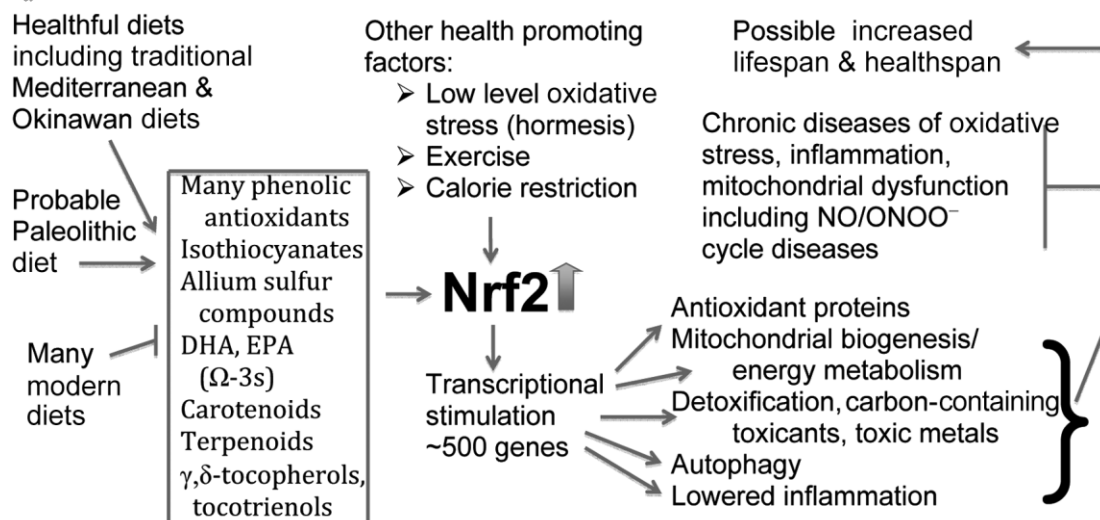 Healthful diets
including traditional
Mediterranean &
Okinawan diets
Probable
Paleolithic
diet
Many
modern
diets
Many phenolic
antioxidants
Isothiocyanates
Allium sulfur
compounds
DHA, EPA
(Ω-3s)
Carotenoids
Terpenoids
γ,δ-tocopherols,
tocotrienols
Other health promoting
factors:
➢ Low level oxidative
stress (hormesis)
➢ Exercise
➢ Calorie restriction
Nrf2
Transcriptional
stimulation
~500 genes
Possible increased
lifespan & healthspan
Chronic diseases of oxidative
stress, inflammation,
mitochondrial dysfunction
including NO/ONOO⁻
cycle diseases
Antioxidant proteins
Mitochondrial biogenesis/
energy metabolism
Detoxification, carbon-containing
toxicants, toxic metals
Autophagy
Lowered inflammation